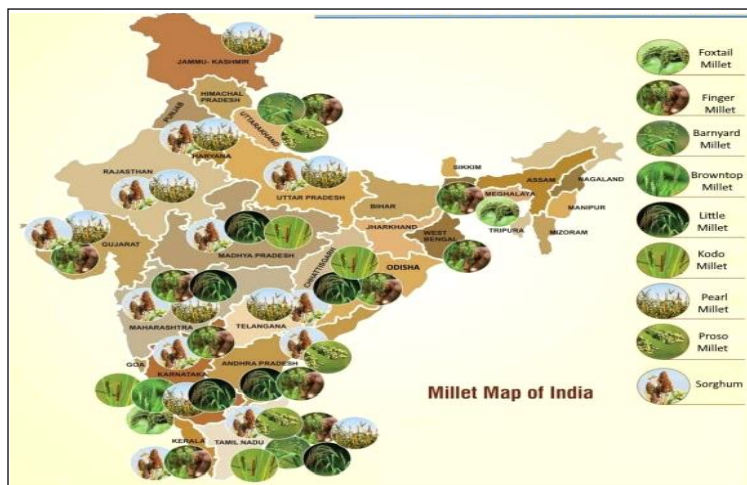 JAMMU- KASHMIR
HIMACHAL
PRADESH
PUNJAB
UTTARAKHAND
HARYANA
RAJASTHAN
UTTAR PRADESH
SIKKIM
ASSAM
NAGALAND
MEGHALAYA
MANIPUR
BIHAR
TRIPURA
MIZORAM
JHARKHAND
WEST
BENGAL
GUJARAT
MADHYA PRADESH
CHHATTISGARH
ODISHA
MAHARASHTRA
TELANGANA
GOA
KARNATAKA
ANDHRA PRADESH
KERALA
TAMIL NADU
Millet Map of India
Foxtail
Millet
Finger
Millet
Barnyard
Millet
Browntop
Millet
Little
Millet
Kodo
Millet
Pearl
Millet
Proso
Millet
Sorghum